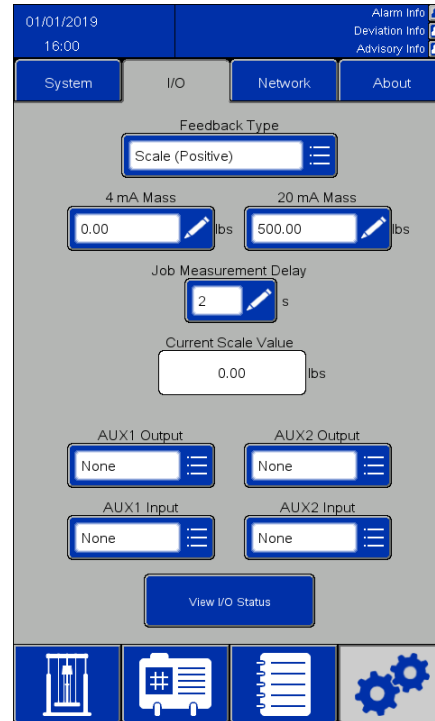 01/01/2019
16:00
Alarm Info
Deviation Info
Advisory Info
System
I/O
Network
About
Feedback Type
Scale (Positive)
4 mA Mass
20 mA Mass
0.00
lbs
500.00
lbs
Job Measurement Delay
2
s
Current Scale Value
0.00
lbs
AUX1 Output
AUX2 Output
None
None
AUX1 Input
AUX2 Input
None
None
View I/O Status
#